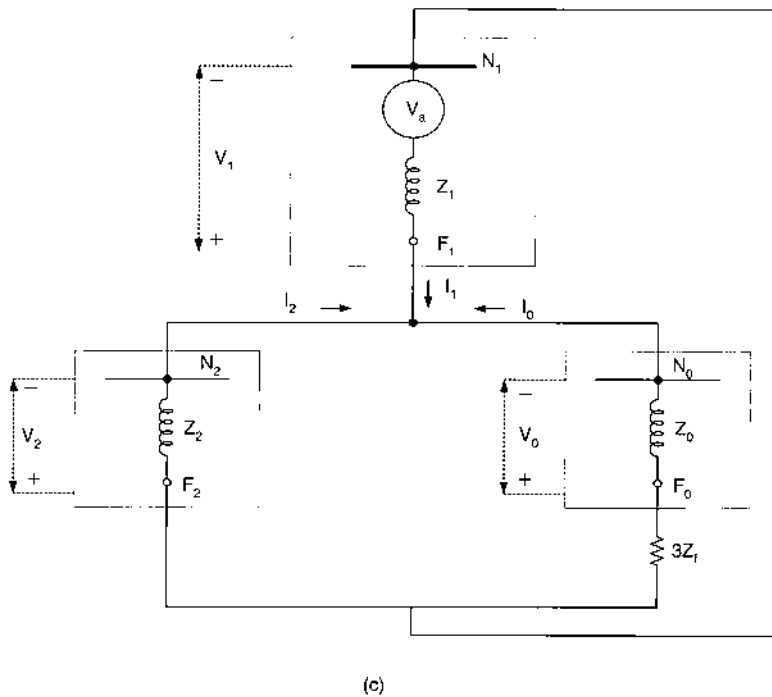 N₁
−
Vₐ
V₁
Z₁
+
F₁
I₂
I₁
I₀
N₂
N₀
−
−
V₂
Z₂
V₀
Z₀
+
F₂
+
F₀
3Z_f
(c)